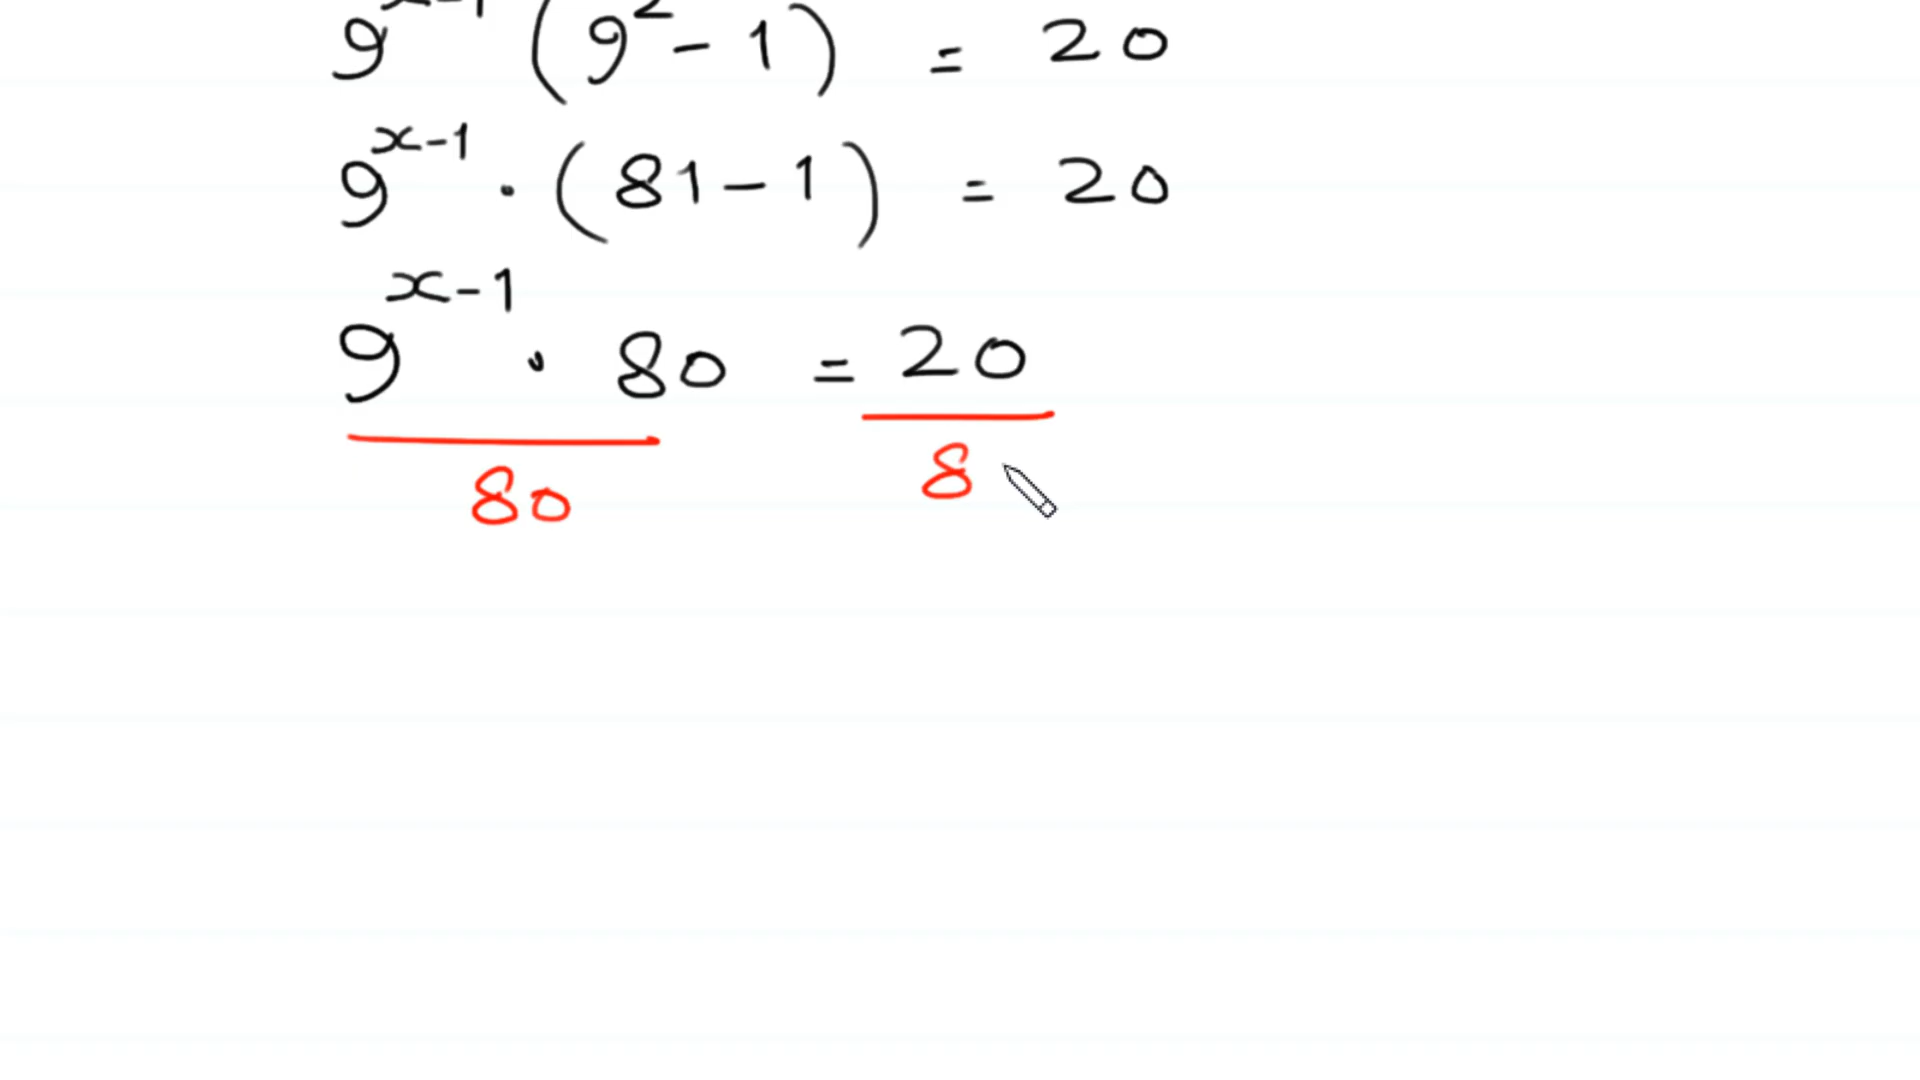 9^{x-1} (9^2 - 1) = 20
9^{x-1} · (81 - 1) = 20
9^{x-1} · 80 = 20
80 8